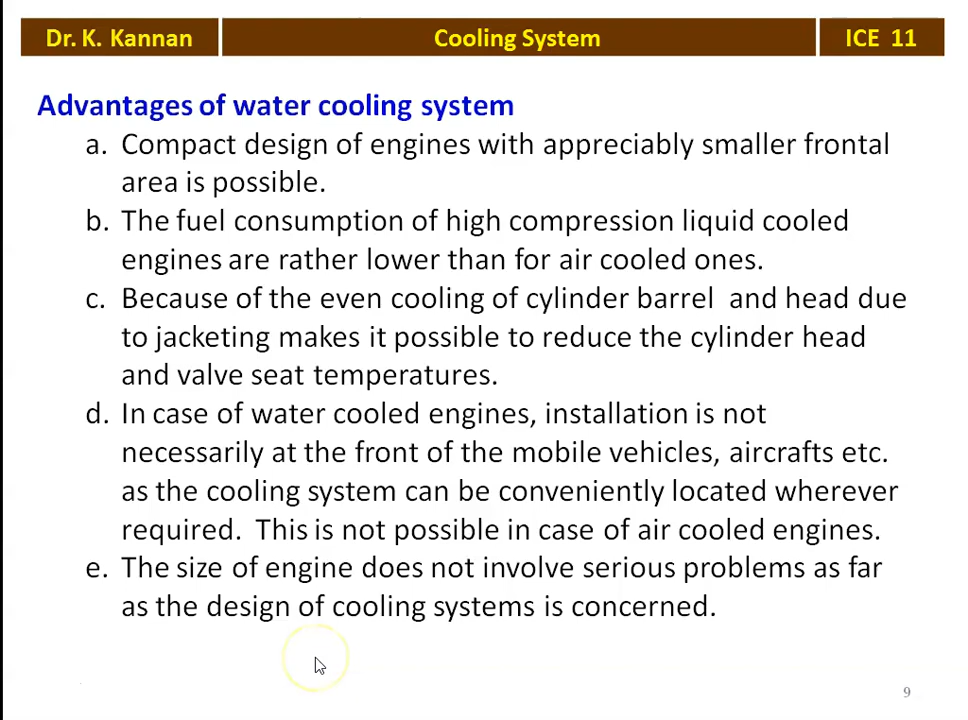 Dr. K. Kannan
Cooling System
ICE 11
Advantages of water cooling system
a. Compact design of engines with appreciably smaller frontal
area is possible.
b. The fuel consumption of high compression liquid cooled
engines are rather lower than for air cooled ones.
c. Because of the even cooling of cylinder barrel and head due
to jacketing makes it possible to reduce the cylinder head
and valve seat temperatures.
d. In case of water cooled engines, installation is not
necessarily at the front of the mobile vehicles, aircrafts etc.
as the cooling system can be conveniently located wherever
required. This is not possible in case of air cooled engines.
e. The size of engine does not involve serious problems as far
as the design of cooling systems is concerned.
9